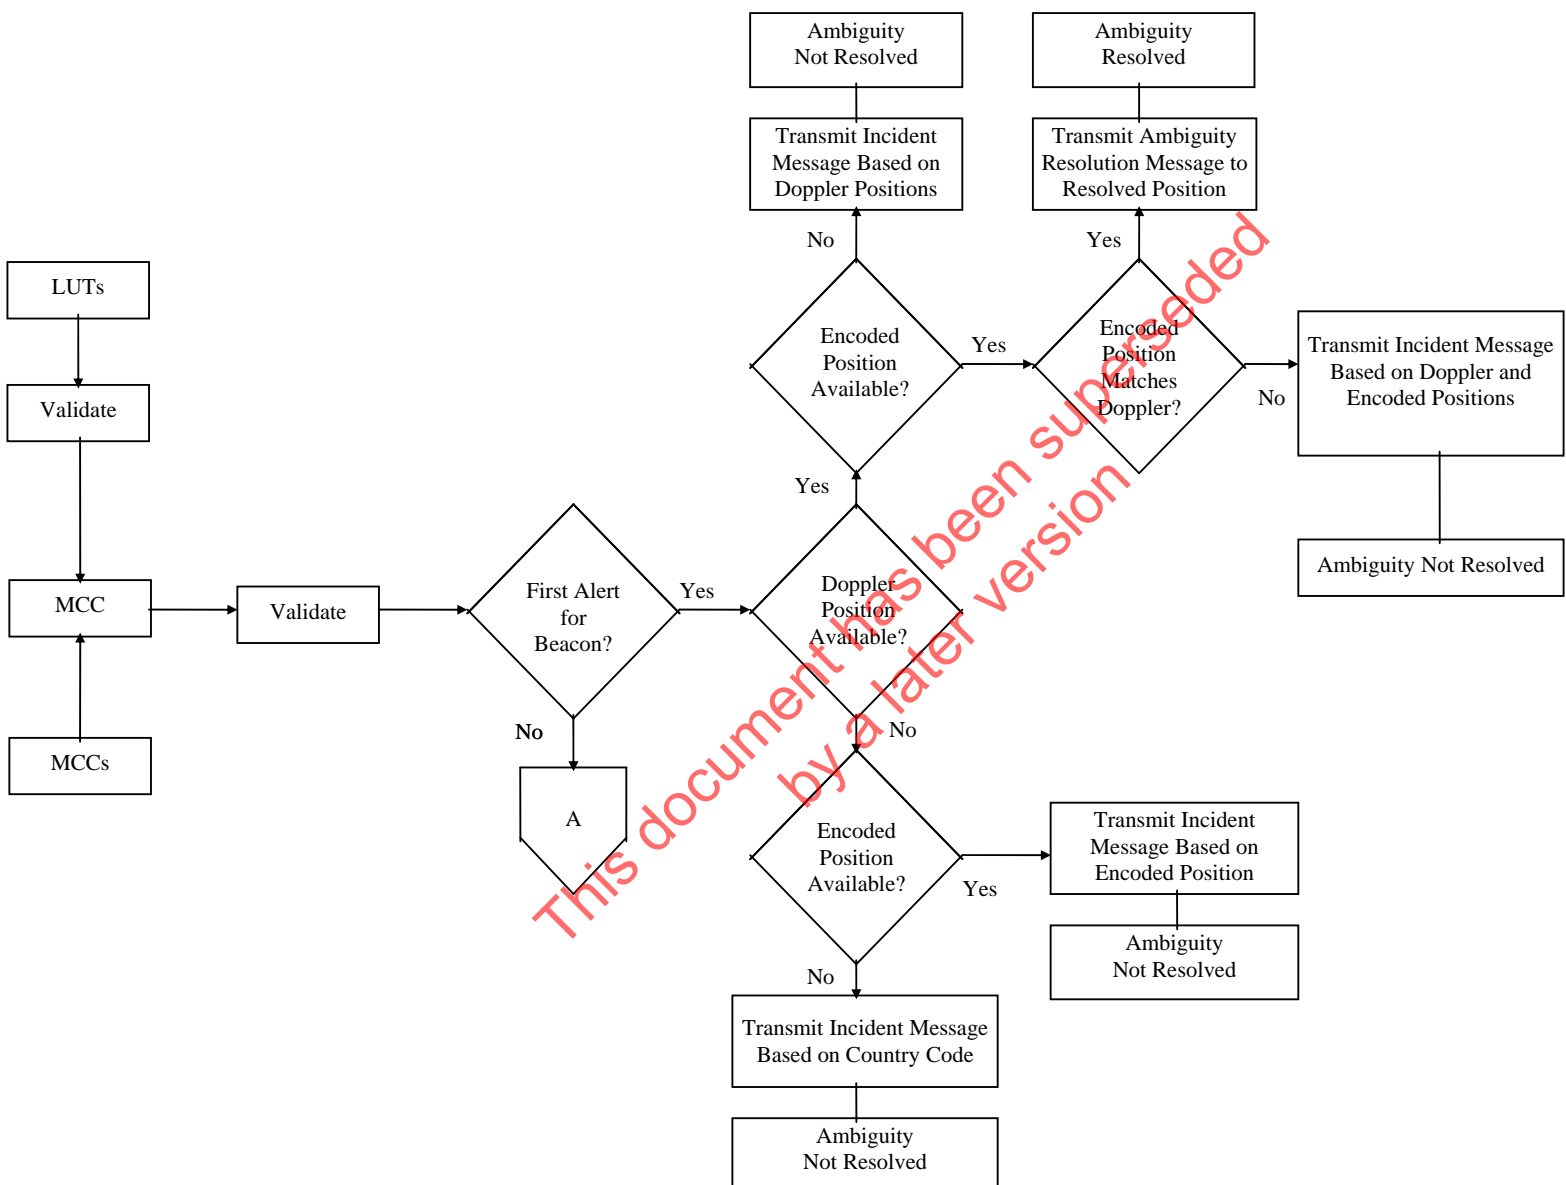 Ambiguity
Not Resolved
Ambiguity
Resolved
Transmit Incident
Message Based on
Doppler Positions
Transmit Ambiguity
Resolution Message to
Resolved Position
No
Yes
LUTs
Encoded
Position
Available?
Yes
Encoded
Position
Matches
Doppler?
No
Transmit Incident Message
Based on Doppler and
Encoded Positions
Validate
Yes
Ambiguity Not Resolved
MCC
Validate
First Alert
for
Beacon?
Yes
Doppler
Position
Available?
No
No
MCCs
A
Encoded
Position
Available?
Yes
Transmit Incident
Message Based on
Encoded Position
Ambiguity
Not Resolved
No
Transmit Incident Message
Based on Country Code
Ambiguity
Not Resolved
This document has been superseded
by a later version